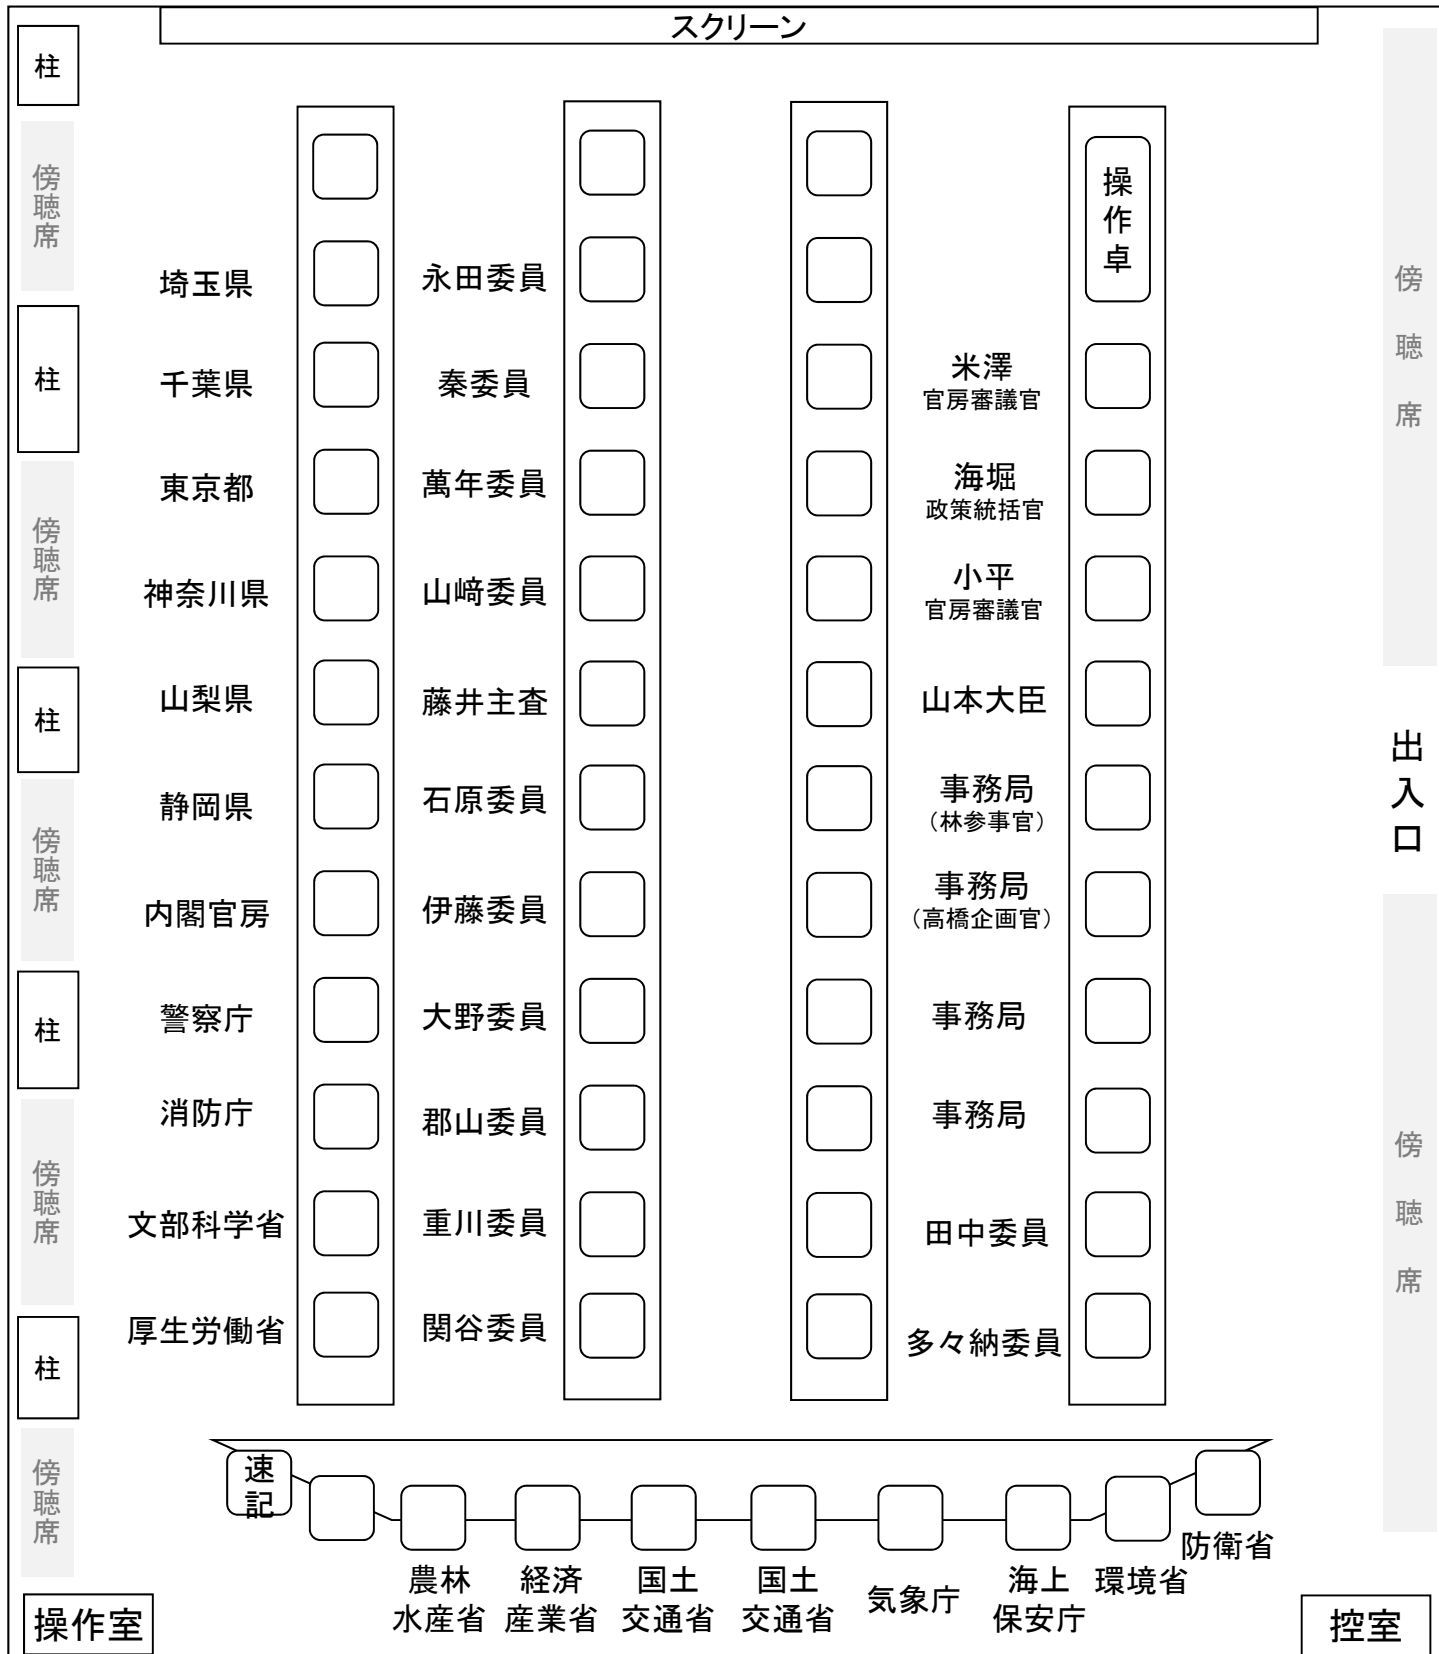 スクリーン
柱
傍聴席
柱
傍聴席
柱
傍聴席
柱
傍聴席
柱
傍聴席
埼玉県
千葉県
東京都
神奈川県
山梨県
静岡県
内閣官房
警察庁
消防庁
文部科学省
厚生労働省
永田委員
秦委員
萬年委員
山﨑委員
藤井主査
石原委員
伊藤委員
大野委員
郡山委員
重川委員
関谷委員
米澤
官房審議官
海堀
政策統括官
小平
官房審議官
山本大臣
事務局
（林参事官）
事務局
（高橋企画官）
事務局
事務局
田中委員
多々納委員
操作卓
傍聴席
出入口
傍聴席
速記
農林
水産省
経済
産業省
国土
交通省
国土
交通省
気象庁
海上
保安庁
環境省
防衛省
操作室
控室